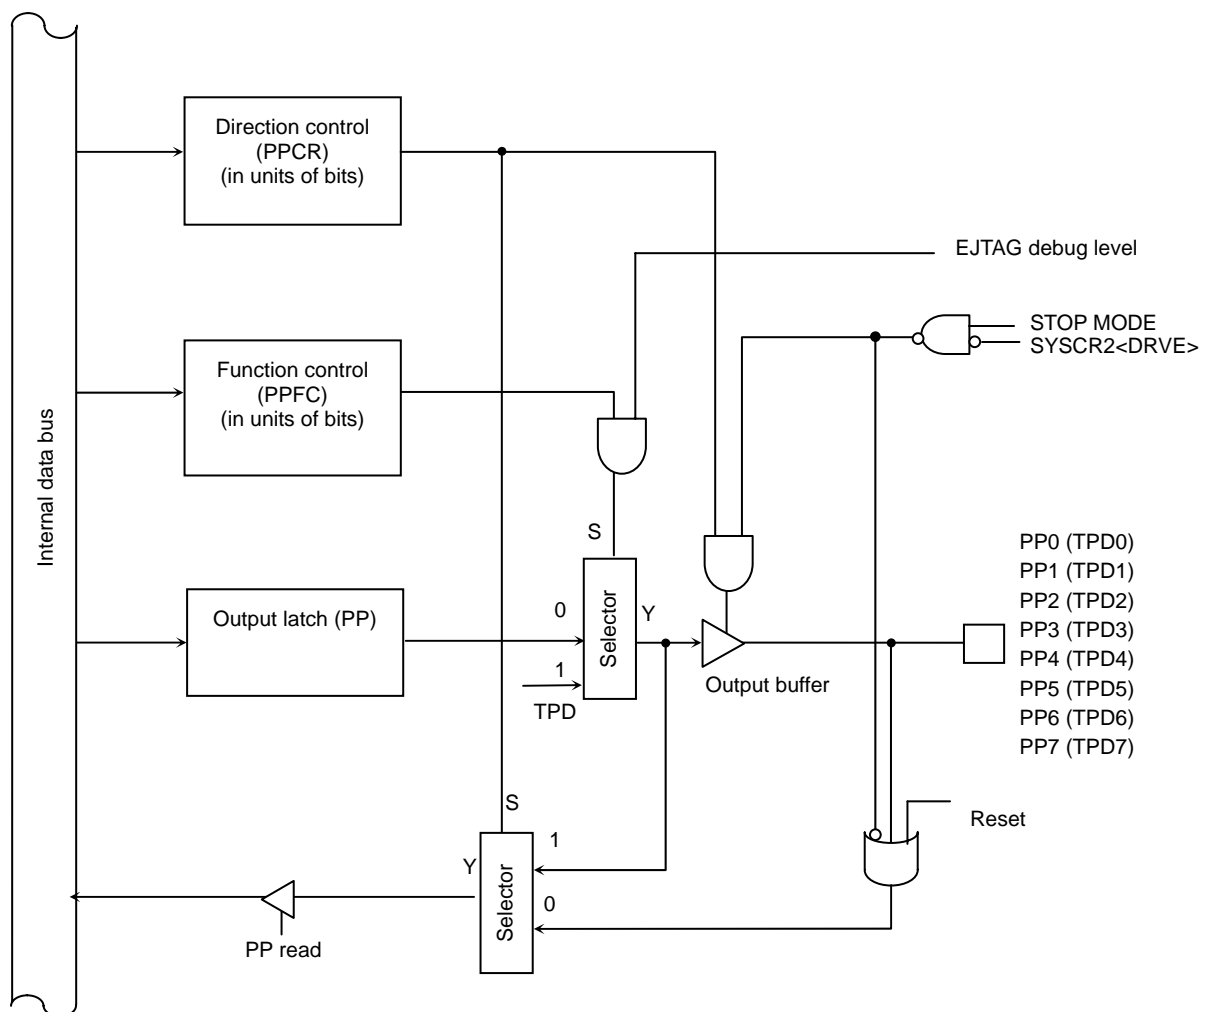 Direction control
(PPCR)
(in units of bits)
EJTAG debug level
STOP MODE
SYSCR2<DRVE>
Function control
(PPFC)
(in units of bits)
Internal data bus
S
PP0 (TPD0)
PP1 (TPD1)
PP2 (TPD2)
PP3 (TPD3)
PP4 (TPD4)
PP5 (TPD5)
PP6 (TPD6)
PP7 (TPD7)
Output latch (PP)
0
Selector
Y
1
TPD
Output buffer
S
Reset
1
Y
Selector
0
PP read